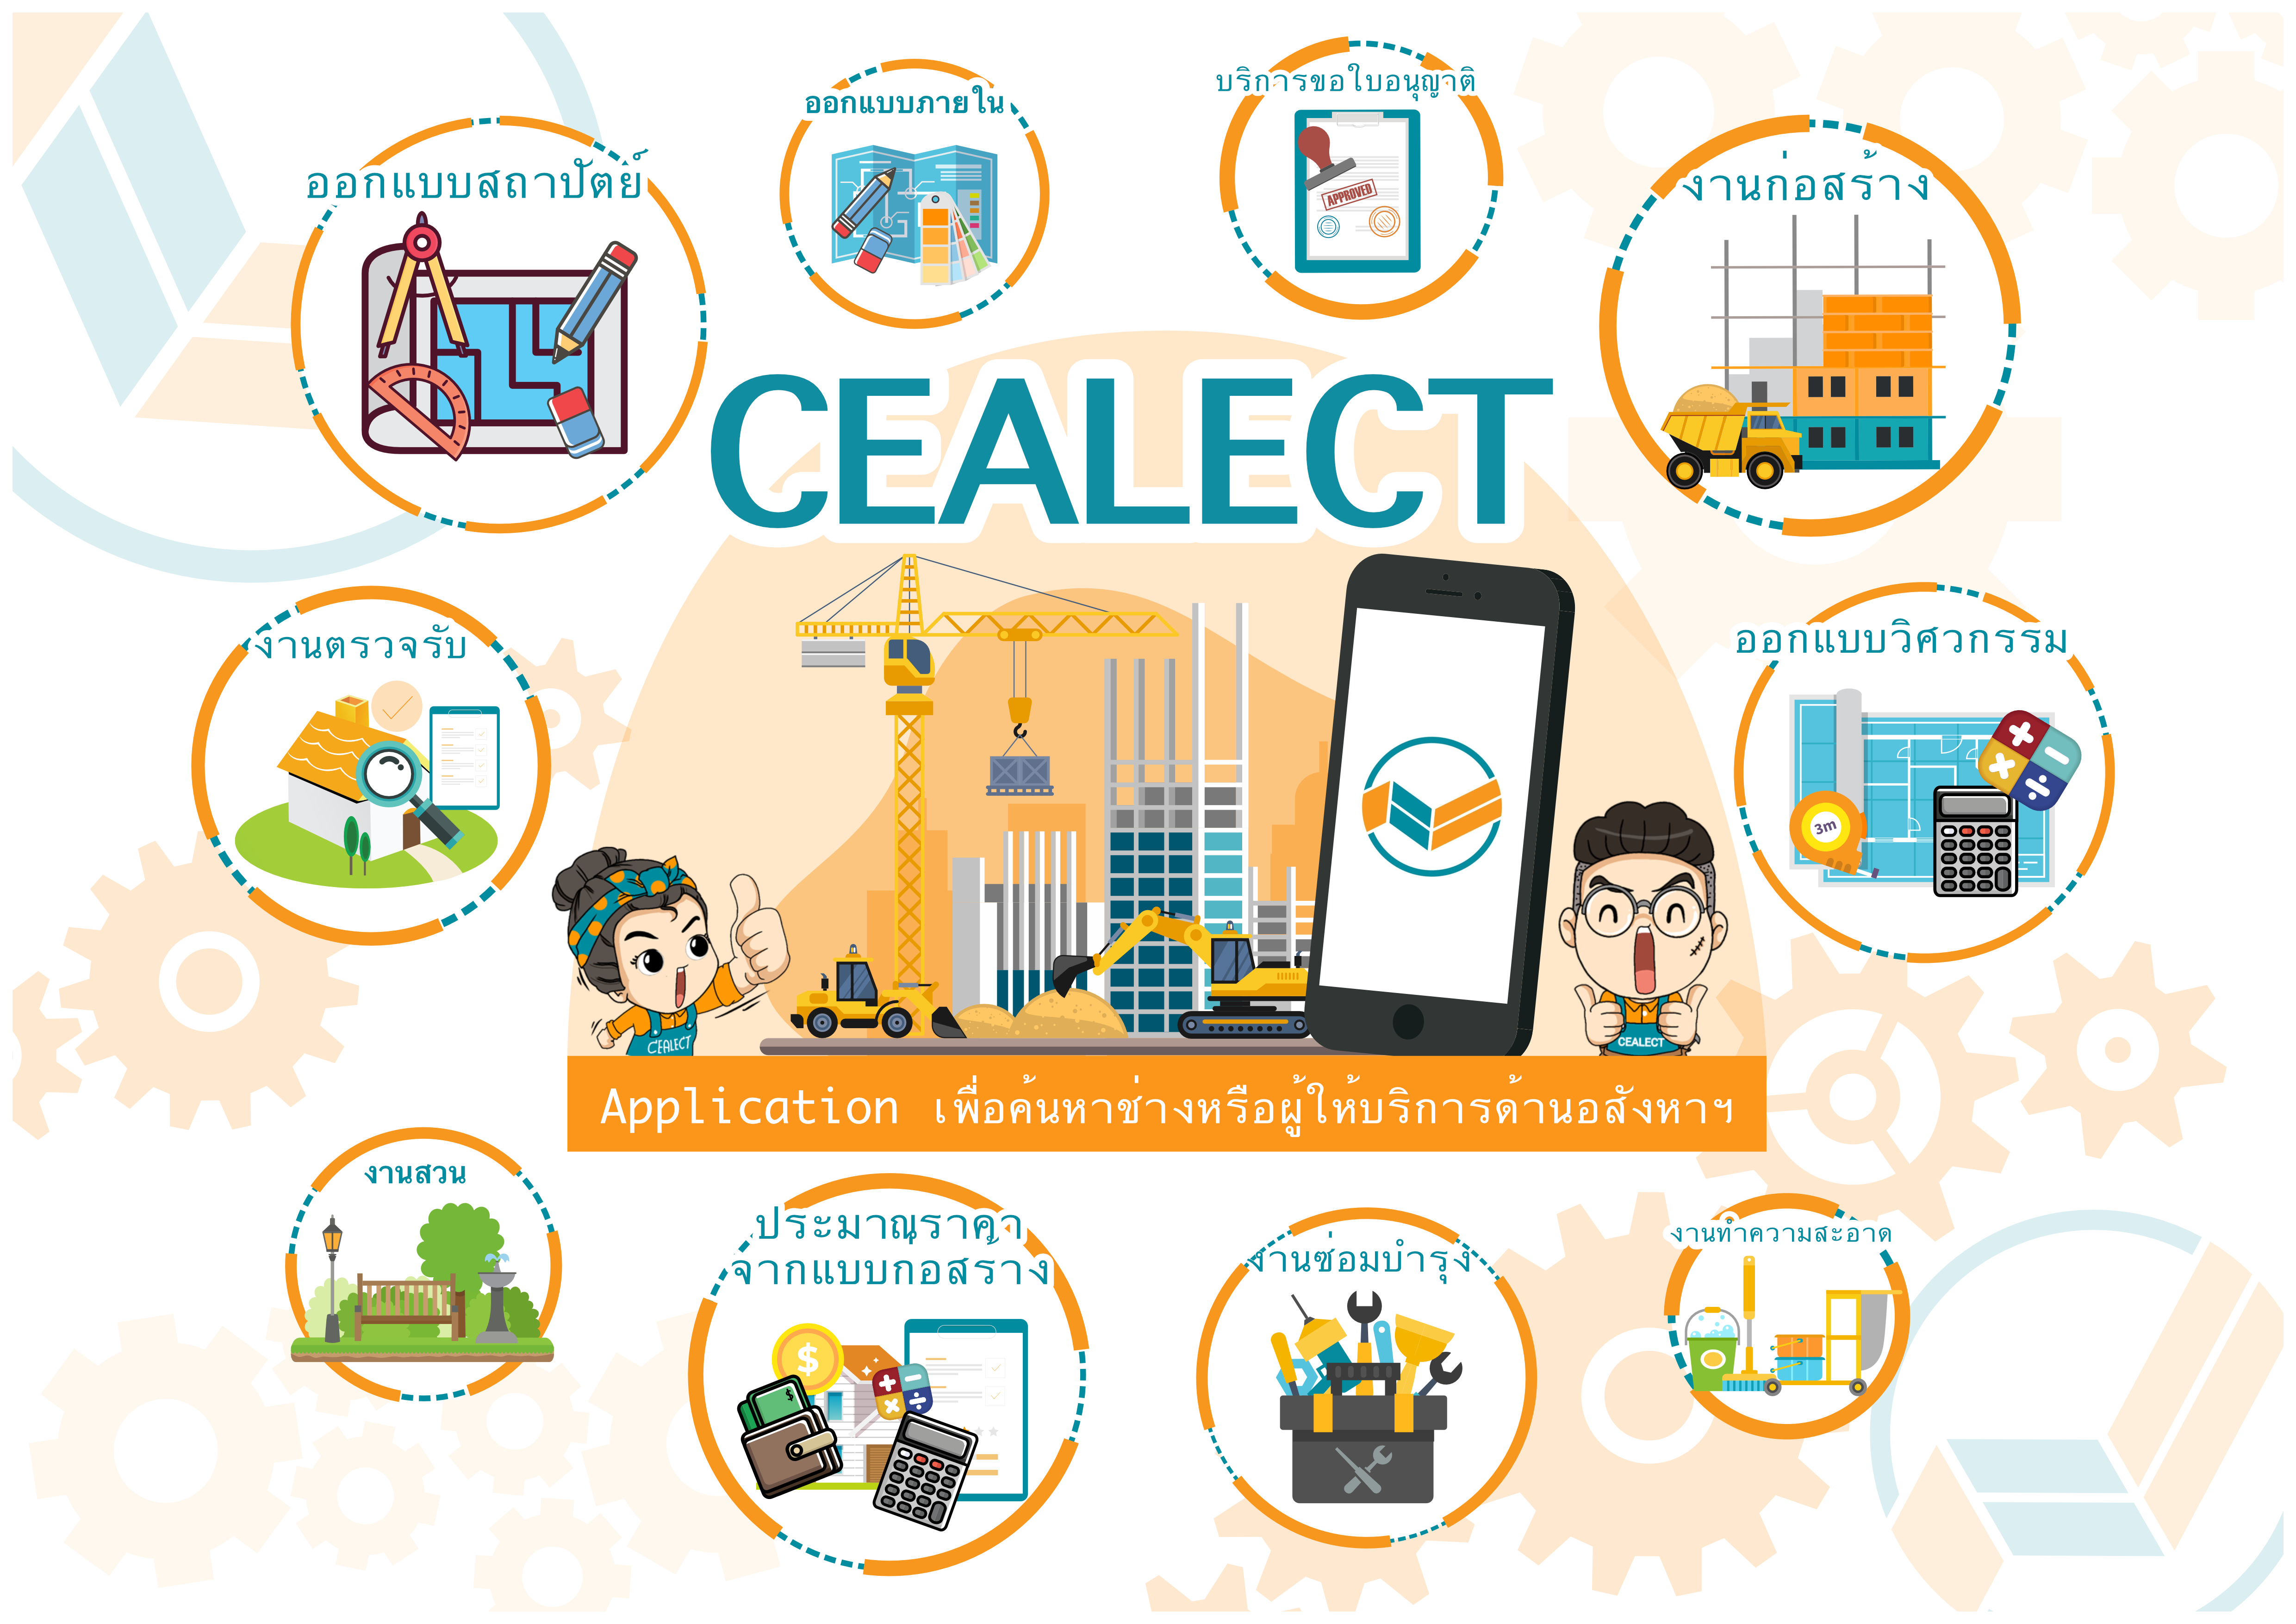 บริการขอใบอนุญาติ
ออกแบบภายใน
APPROVED
ออกแบบสถาปัตย์
งานก่อสร้าง
CEALECT
งานตรวจรับ
ออกแบบวิศวกรรม
3m
CEALECT
CEALECT
Application เพื่อค้นหาช่างหรือผู้ให้บริการด้านอสังหาฯ
งานสวน
ประมาณราคา
จากแบบก่อสร้าง
งานซ่อมบำรุง
งานทำความสะอาด
$
$